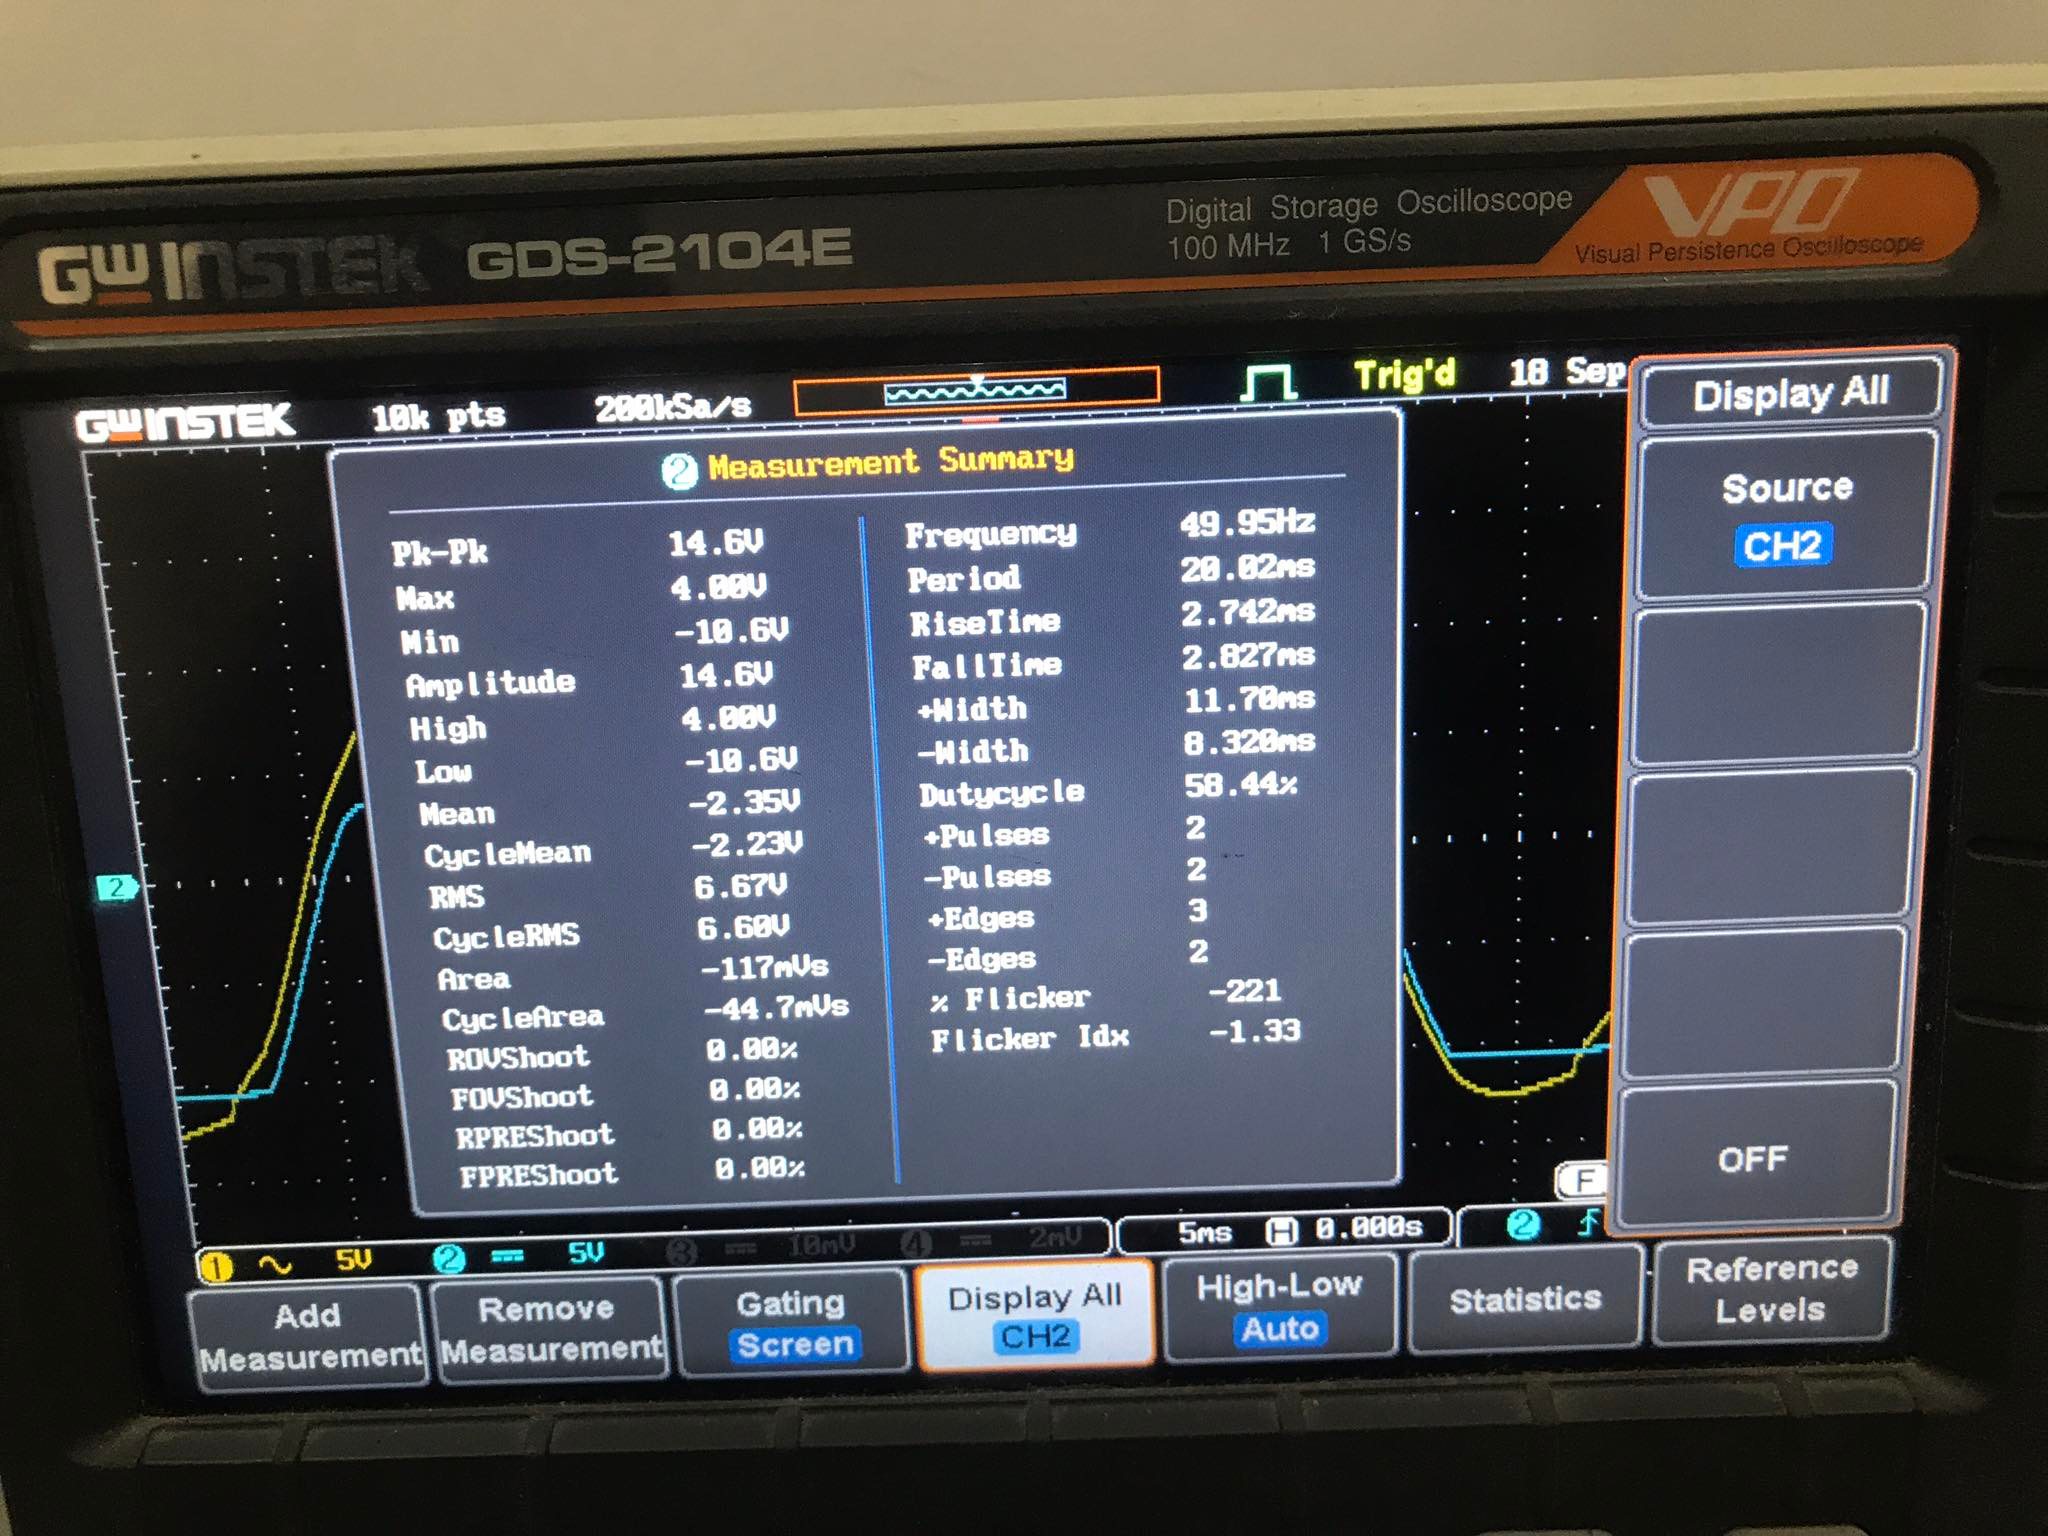 GWINSTEK GDS-2104E
Digital Storage Oscilloscope
100 MHz 1 GS/s
VPO
Visual Persistence Oscilloscope
GWINSTEK 10k pts 200kSa/s Trig'd 18 Sep
2 Measurement Summary
Pk-Pk 14.6V
Max 4.00V
Min -10.6V
Amplitude 14.6V
High 4.00V
Low -10.6V
Mean -2.35V
CycleMean -2.23V
RMS 6.67V
CycleRMS 6.60V
Area -117mVs
CycleArea -44.7mVs
ROVShoot 0.00%
FOVShoot 0.00%
RPREShoot 0.00%
FPREShoot 0.00%
Frequency 49.95Hz
Period 20.02ms
RiseTime 2.742ms
FallTime 2.827ms
+Width 11.70ms
-Width 8.320ms
Dutycycle 58.44%
+Pulses 2
-Pulses 2
+Edges 3
-Edges 2
% Flicker -221
Flicker Idx -1.33
Display All
Source
CH2
OFF
2
F
1 5V 2 5V 3 10mV 4 2mV 5ms H 0.000s 2
Add
Measurement
Remove
Measurement
Gating
Screen
Display All
CH2
High-Low
Auto
Statistics
Reference
Levels